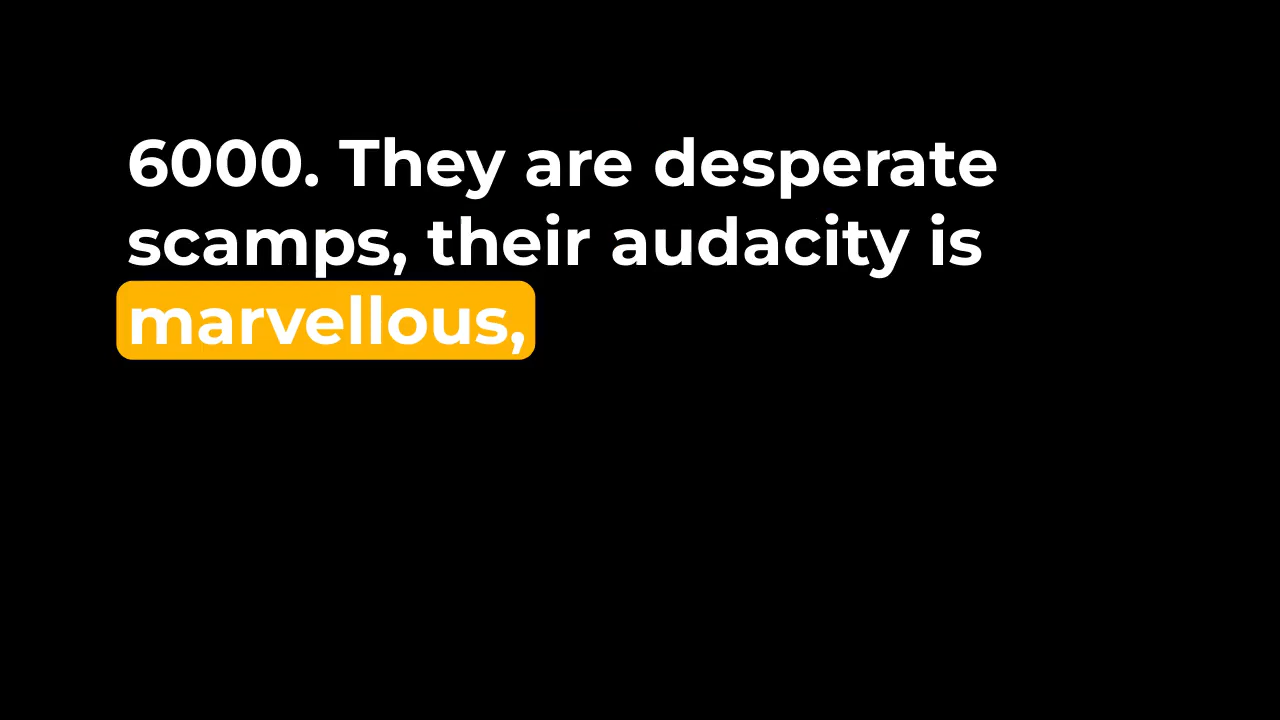 6000. They are desperate
scamps, their audacity is
marvellous,